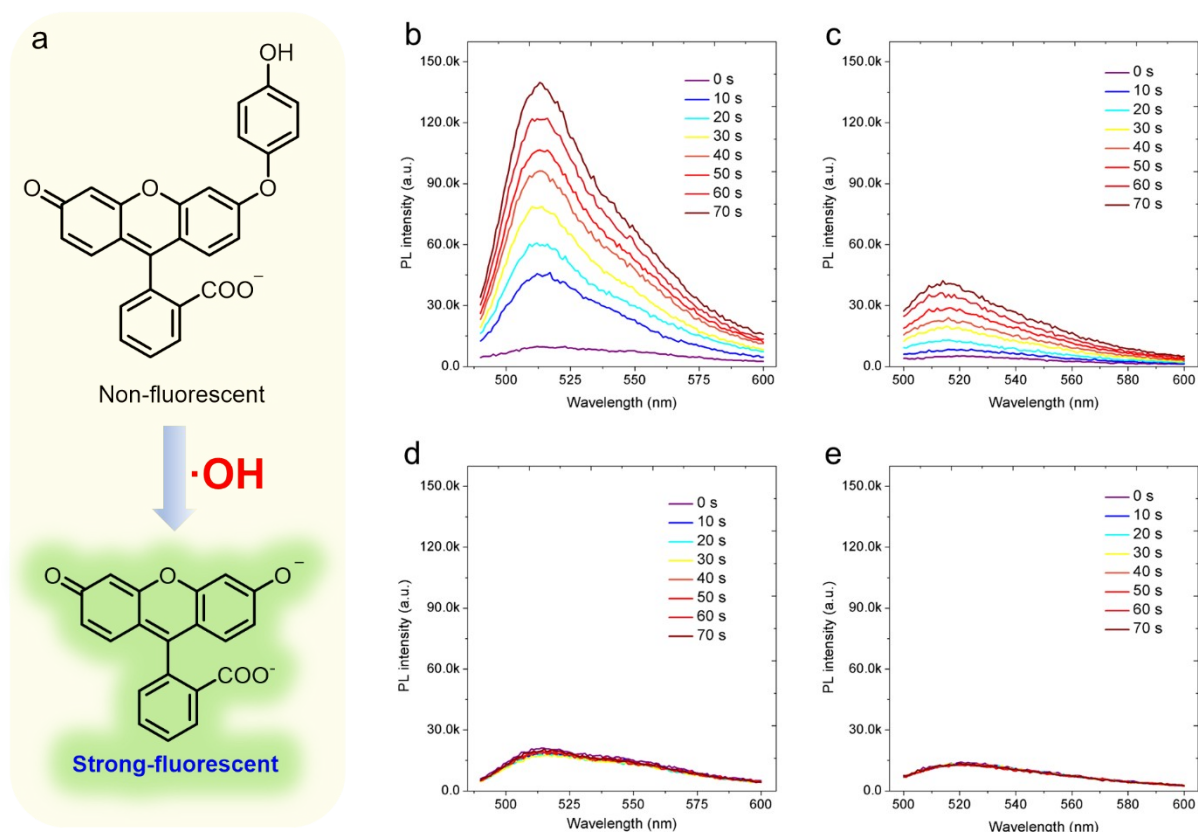 a
OH
O
O
O
COO⁻
Non-fluorescent
·OH
O
O
O⁻
COO⁻
Strong-fluorescent
b
150.0k
120.0k
90.0k
60.0k
30.0k
0.0
PL intensity (a.u.)
0 s
10 s
20 s
30 s
40 s
50 s
60 s
70 s
500 525 550 575 600
Wavelength (nm)
c
150.0k
120.0k
90.0k
60.0k
30.0k
0.0
PL intensity (a.u.)
0 s
10 s
20 s
30 s
40 s
50 s
60 s
70 s
500 520 540 560 580 600
Wavelength (nm)
d
150.0k
120.0k
90.0k
60.0k
30.0k
0.0
PL intensity (a.u.)
0 s
10 s
20 s
30 s
40 s
50 s
60 s
70 s
500 525 550 575 600
Wavelength (nm)
e
150.0k
120.0k
90.0k
60.0k
30.0k
0.0
PL intensity (a.u.)
0 s
10 s
20 s
30 s
40 s
50 s
60 s
70 s
500 520 540 560 580 600
Wavelength (nm)